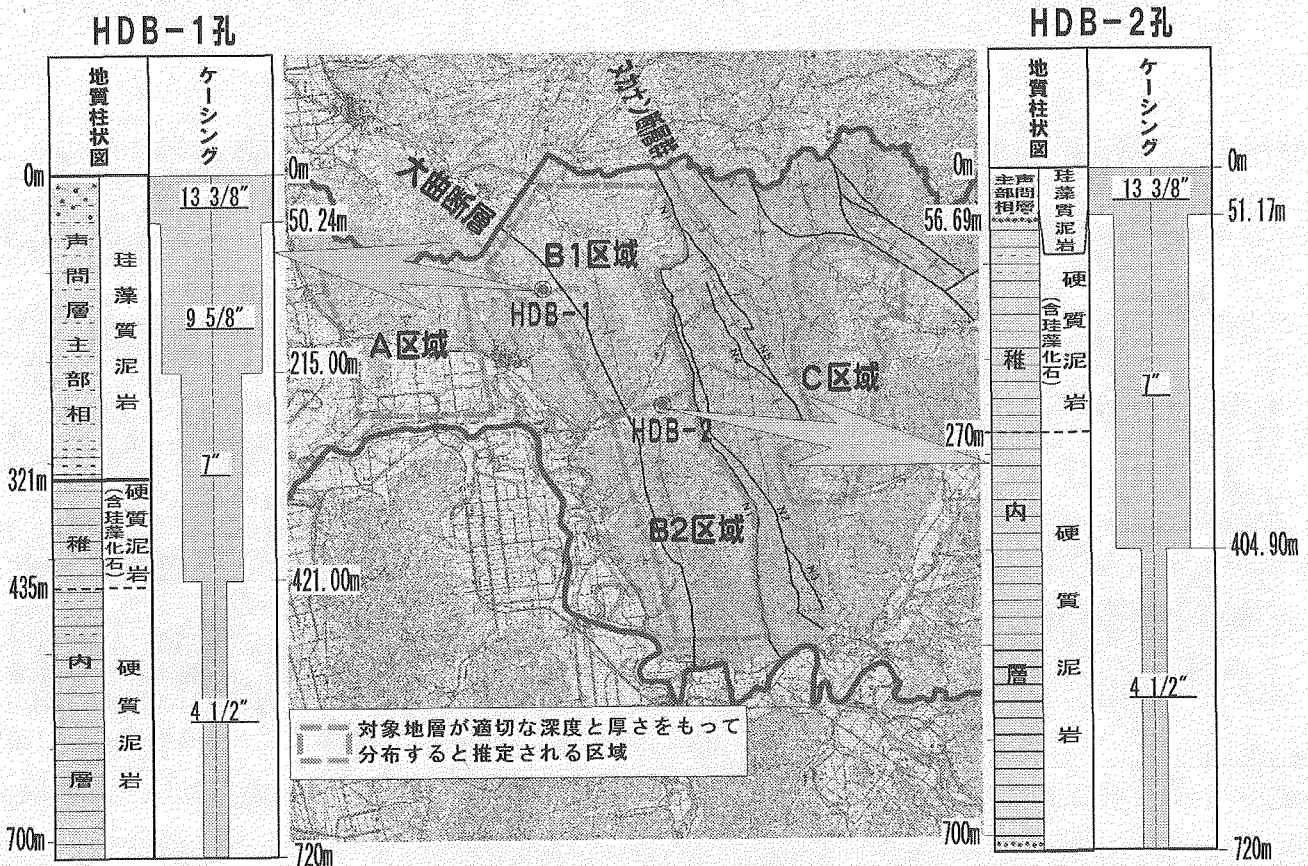 HDB-1孔
地質柱状図
ケーシング
0m
321m
435m
700m
声問層主部相
稚内層
珪藻質泥岩
硬質泥岩
(含珪藻化石)
硬質泥岩
13 3/8"
9 5/8"
7"
4 1/2"
0m
50.24m
215.00m
421.00m
720m
大曲断層
B1区域
HDB-1
A区域
C区域
HDB-2
B2区域
対象地層が適切な深度と厚さをもって
分布すると推定される区域
HDB-2孔
地質柱状図
ケーシング
0m
56.69m
270m
700m
声問層
主部相
稚内層
珪藻質泥岩
硬質泥岩
(含珪藻化石)
硬質泥岩
13 3/8"
7"
4 1/2"
0m
51.17m
404.90m
720m